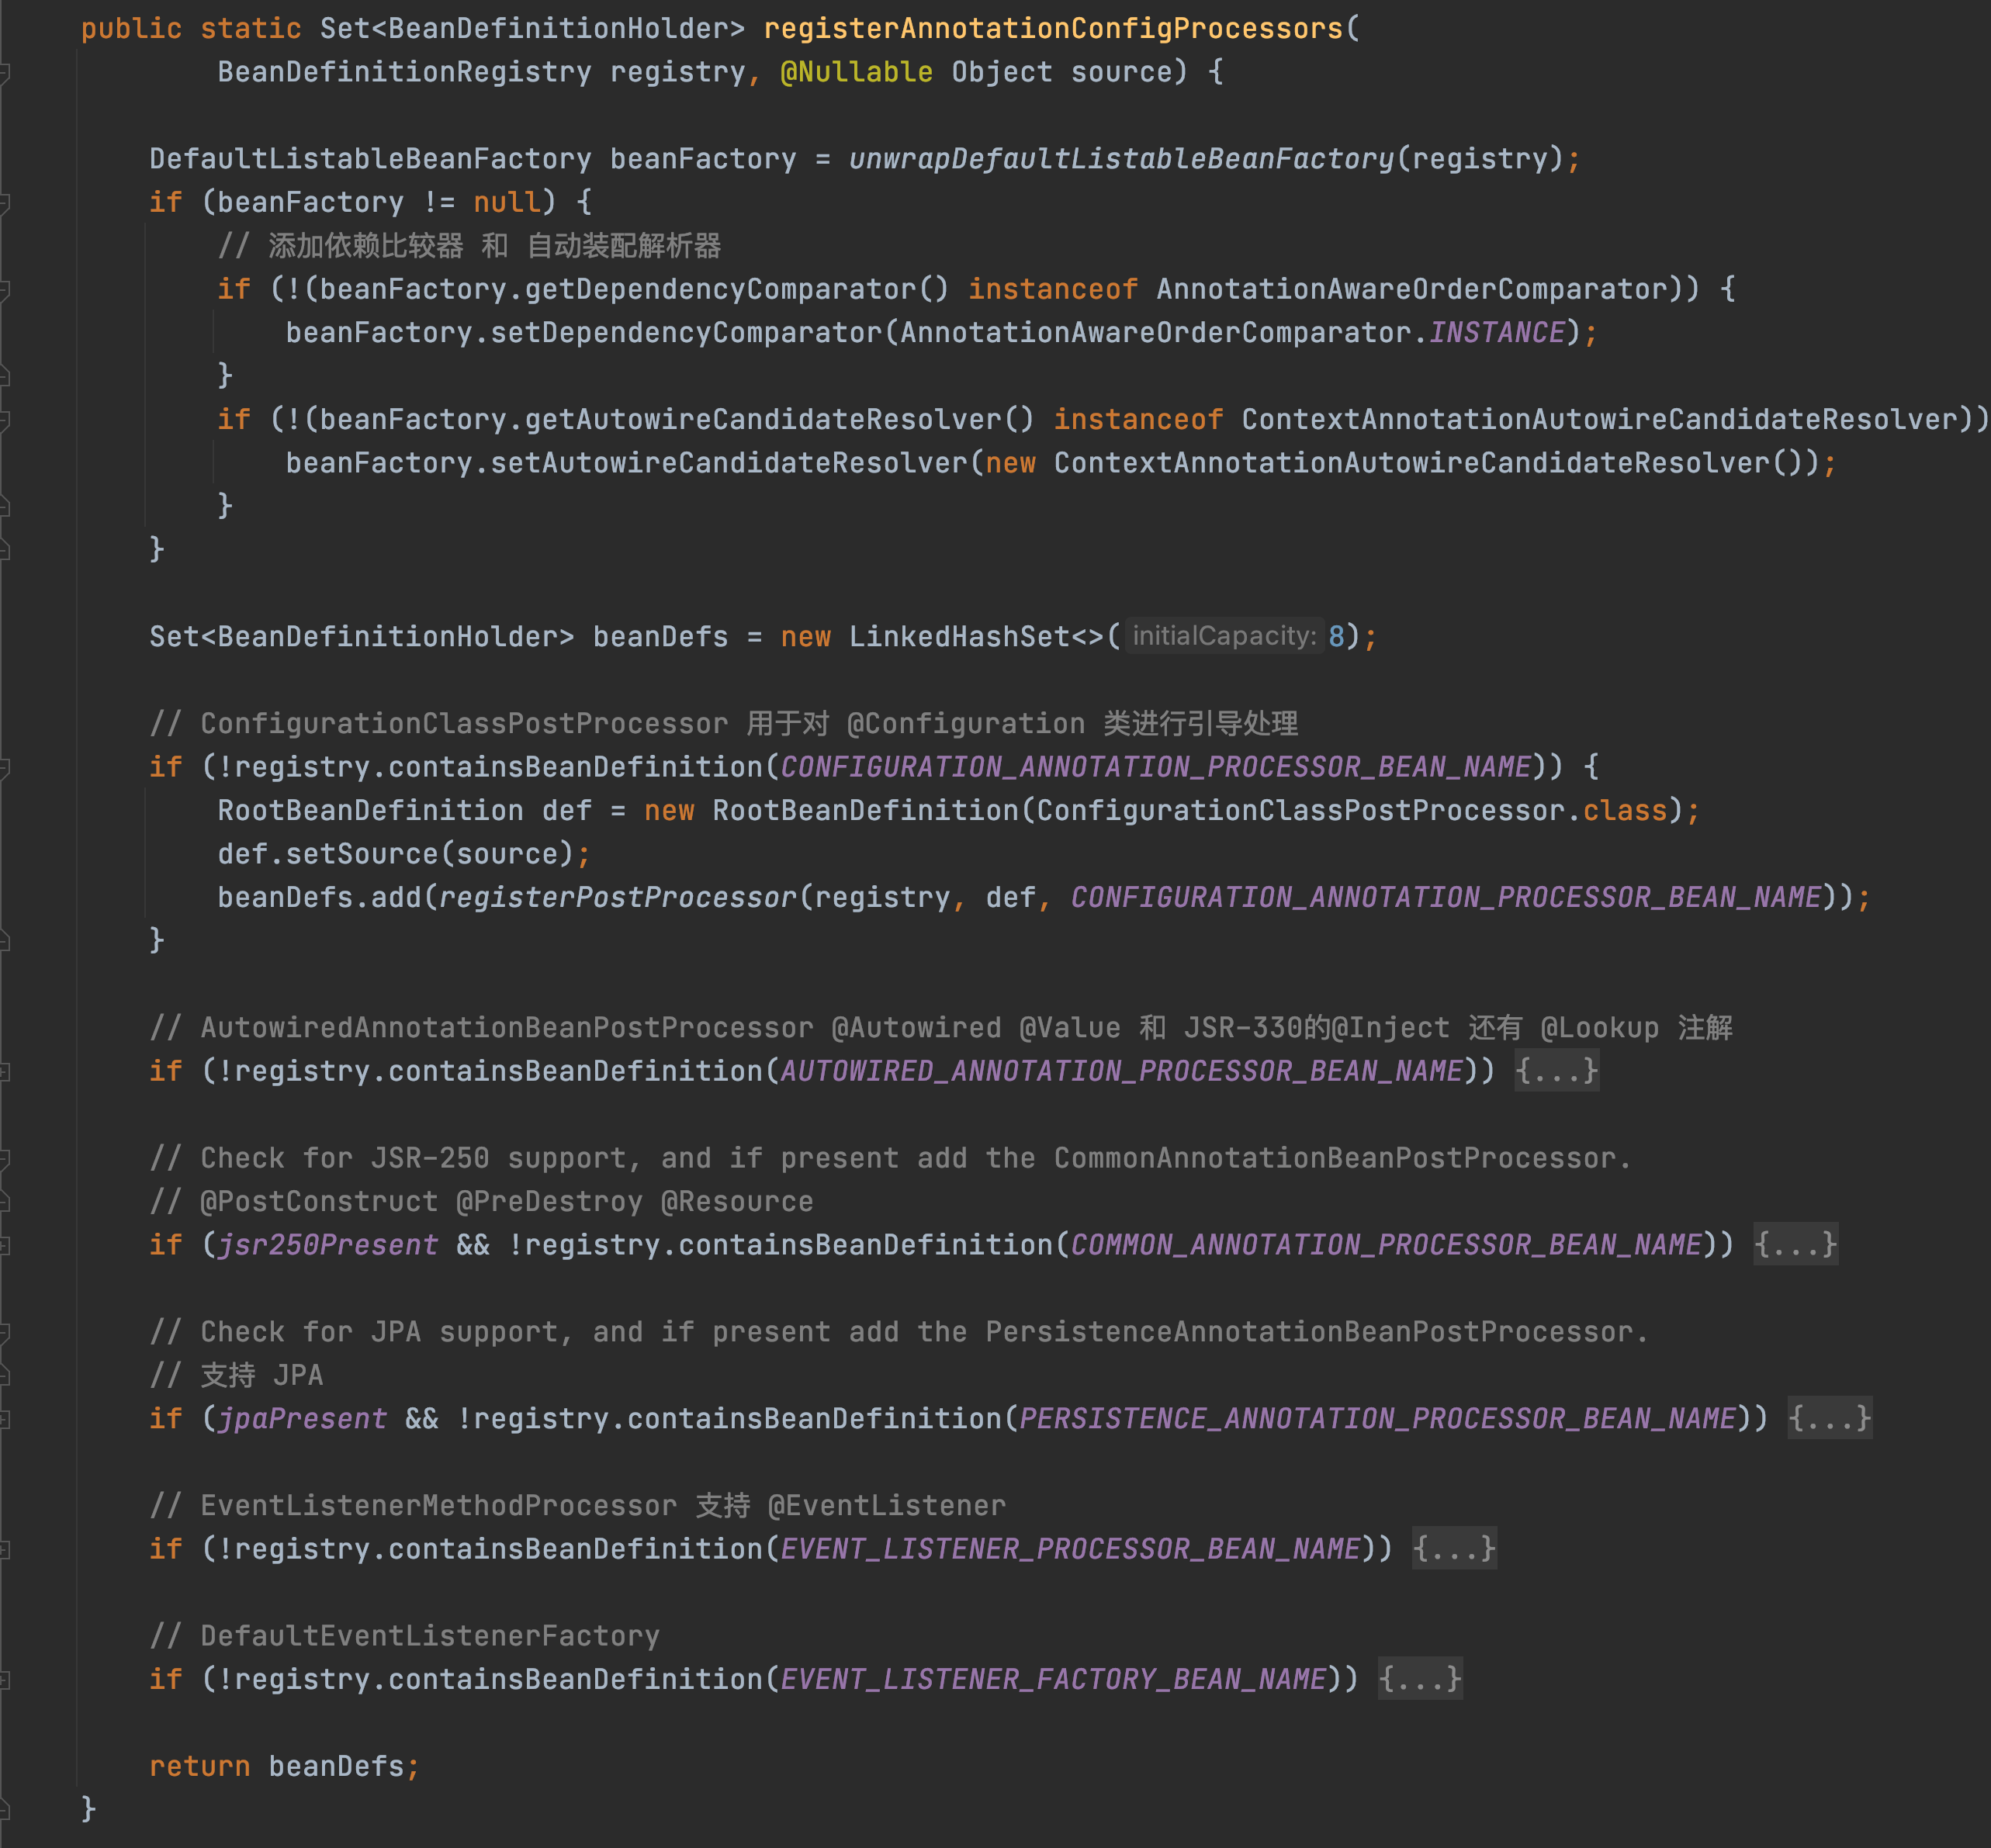 public static Set<BeanDefinitionHolder> registerAnnotationConfigProcessors(
BeanDefinitionRegistry registry, @Nullable Object source) {
DefaultListableBeanFactory beanFactory = unwrapDefaultListableBeanFactory(registry);
if (beanFactory != null) {
// 添加依赖比较器 和 自动装配解析器
if (!(beanFactory.getDependencyComparator() instanceof AnnotationAwareOrderComparator)) {
beanFactory.setDependencyComparator(AnnotationAwareOrderComparator.INSTANCE);
}
if (!(beanFactory.getAutowireCandidateResolver() instanceof ContextAnnotationAutowireCandidateResolver))
beanFactory.setAutowireCandidateResolver(new ContextAnnotationAutowireCandidateResolver());
}
}
Set<BeanDefinitionHolder> beanDefs = new LinkedHashSet<>( initialCapacity: 8);
// ConfigurationClassPostProcessor 用于对 @Configuration 类进行引导处理
if (!registry.containsBeanDefinition(CONFIGURATION_ANNOTATION_PROCESSOR_BEAN_NAME)) {
RootBeanDefinition def = new RootBeanDefinition(ConfigurationClassPostProcessor.class);
def.setSource(source);
beanDefs.add(registerPostProcessor(registry, def, CONFIGURATION_ANNOTATION_PROCESSOR_BEAN_NAME));
}
// AutowiredAnnotationBeanPostProcessor @Autowired @Value 和 JSR-330的@Inject 还有 @Lookup 注解
if (!registry.containsBeanDefinition(AUTOWIRED_ANNOTATION_PROCESSOR_BEAN_NAME)) {...}
// Check for JSR-250 support, and if present add the CommonAnnotationBeanPostProcessor.
// @PostConstruct @PreDestroy @Resource
if (jsr250Present && !registry.containsBeanDefinition(COMMON_ANNOTATION_PROCESSOR_BEAN_NAME)) {...}
// Check for JPA support, and if present add the PersistenceAnnotationBeanPostProcessor.
// 支持 JPA
if (jpaPresent && !registry.containsBeanDefinition(PERSISTENCE_ANNOTATION_PROCESSOR_BEAN_NAME)) {...}
// EventListenerMethodProcessor 支持 @EventListener
if (!registry.containsBeanDefinition(EVENT_LISTENER_PROCESSOR_BEAN_NAME)) {...}
// DefaultEventListenerFactory
if (!registry.containsBeanDefinition(EVENT_LISTENER_FACTORY_BEAN_NAME)) {...}
return beanDefs;
}